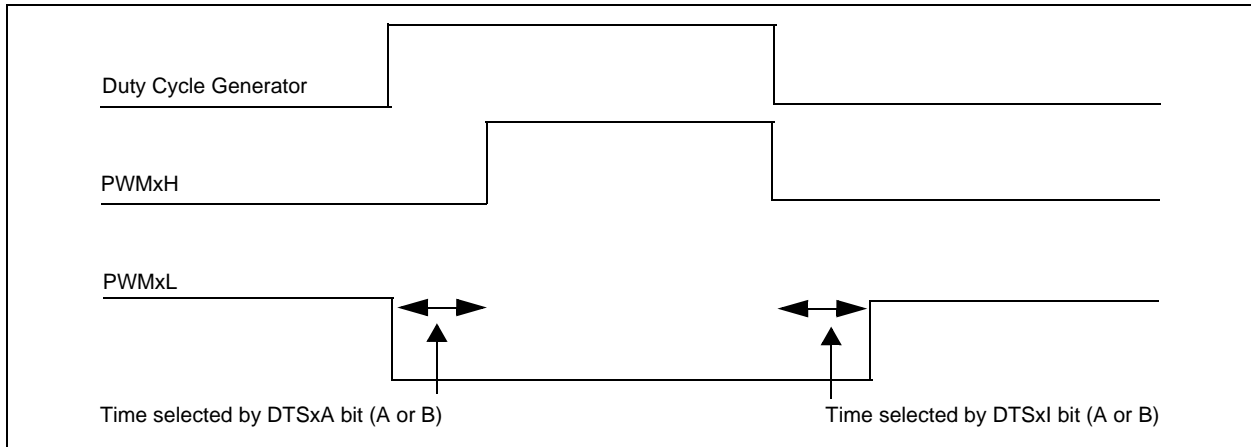 Duty Cycle Generator
PWMxH
PWMxL
Time selected by DTSxA bit (A or B)
Time selected by DTSxI bit (A or B)